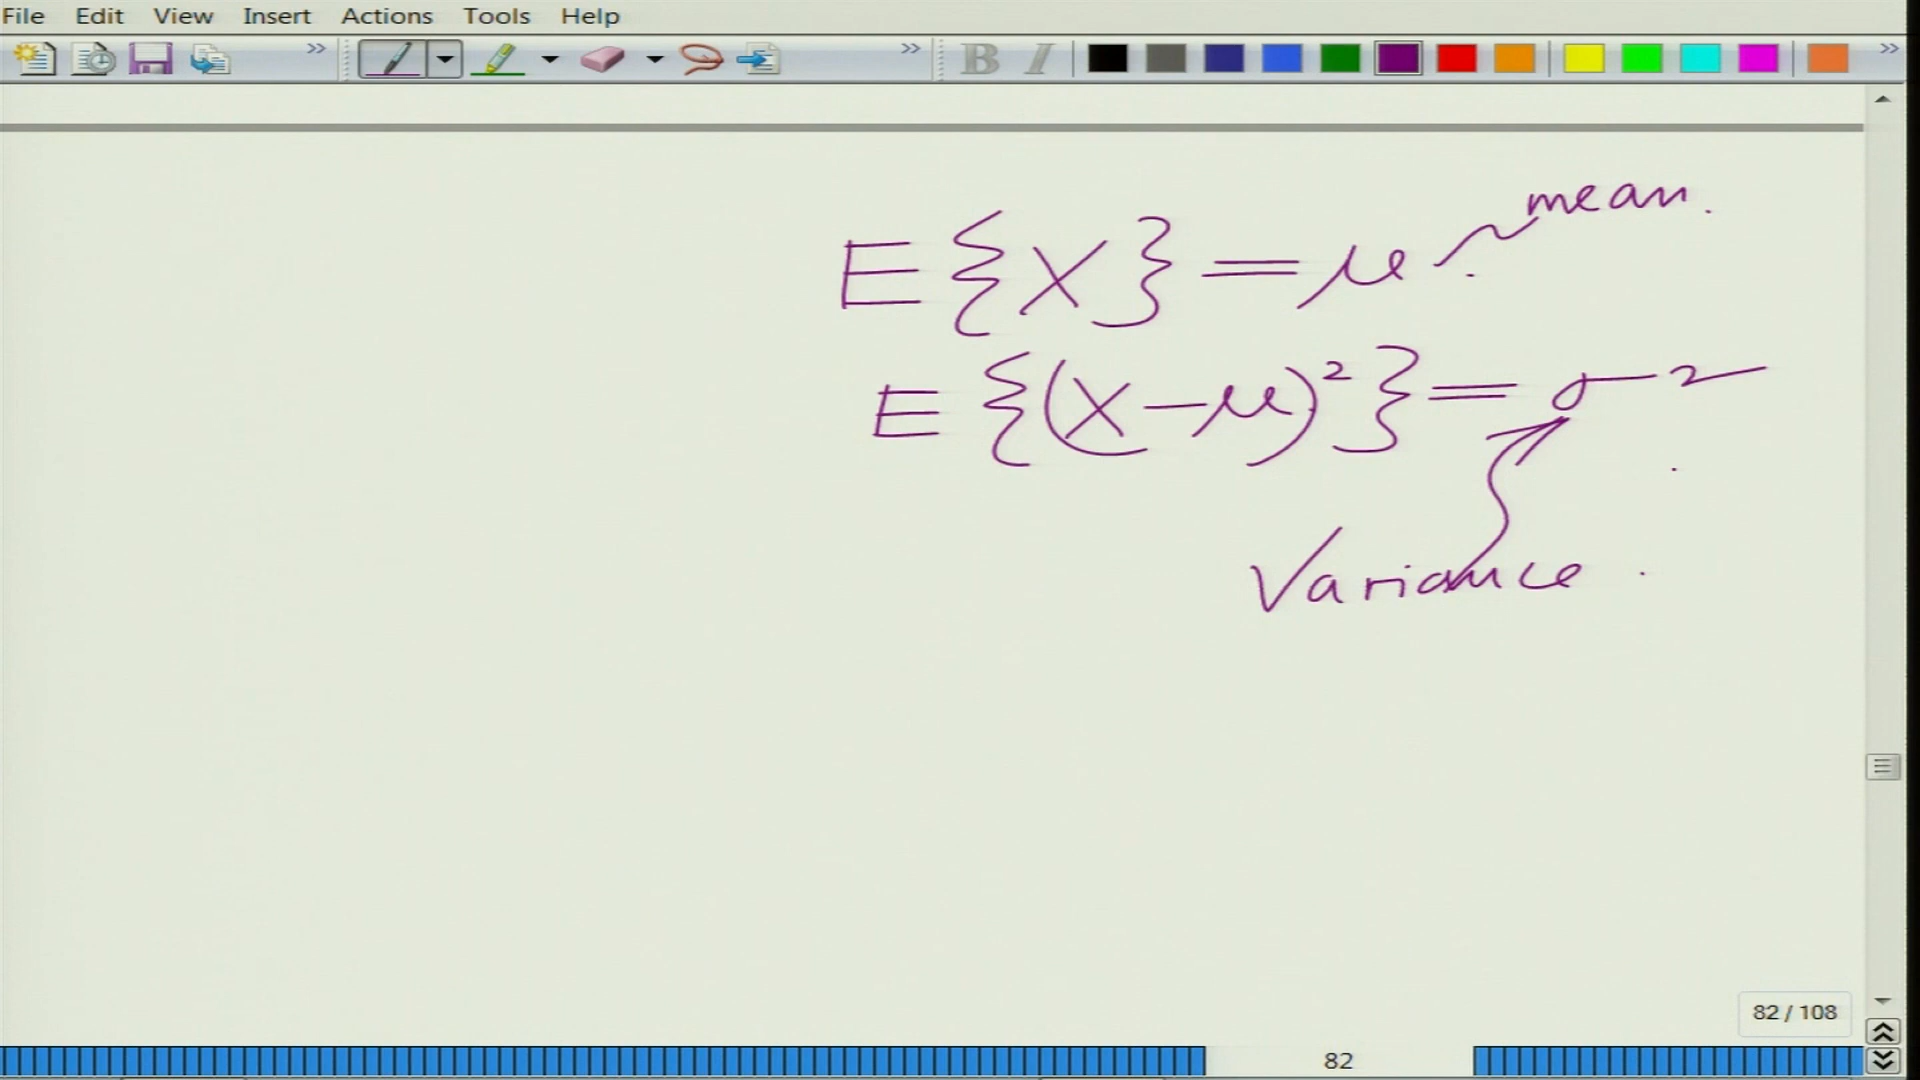 File Edit View Insert Actions Tools Help
B I
mean.
E{X} = μ
E{(X-μ)²} = σ²
Variance
82 / 108
82